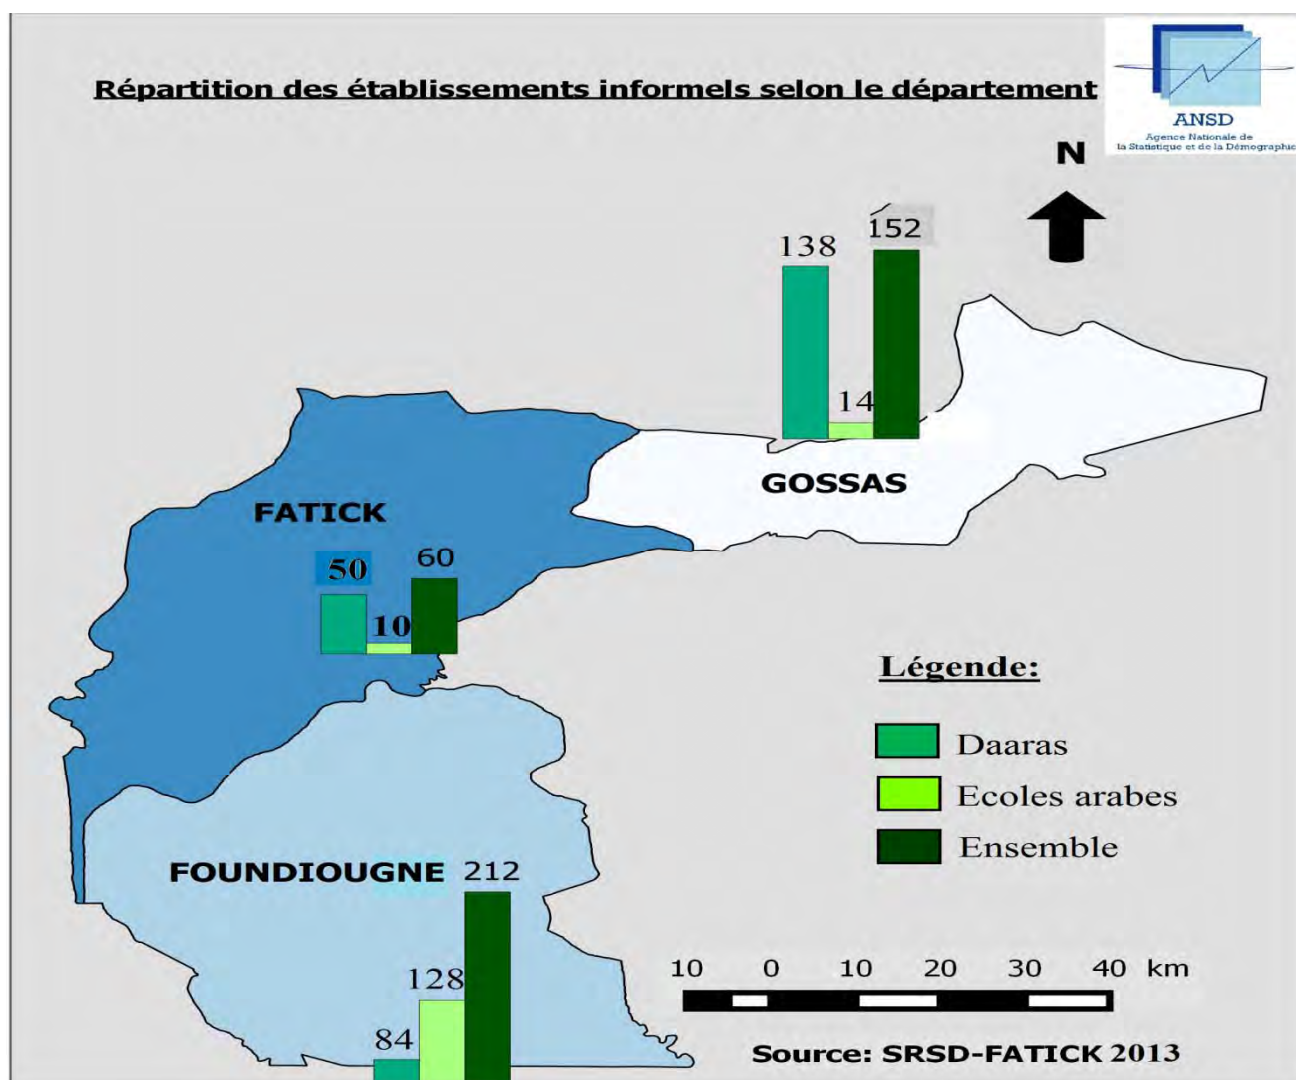 Répartition des établissements informels selon le département
ANSD
Agence Nationale de
la Statistique et de la Démographie
N
152
138
14
GOSSAS
FATICK
50
60
10
Légende:
Daaras
Ecoles arabes
Ensemble
FOUNDIOUGNE
212
128
84
10 0 10 20 30 40 km
Source: SRSD-FATICK 2013